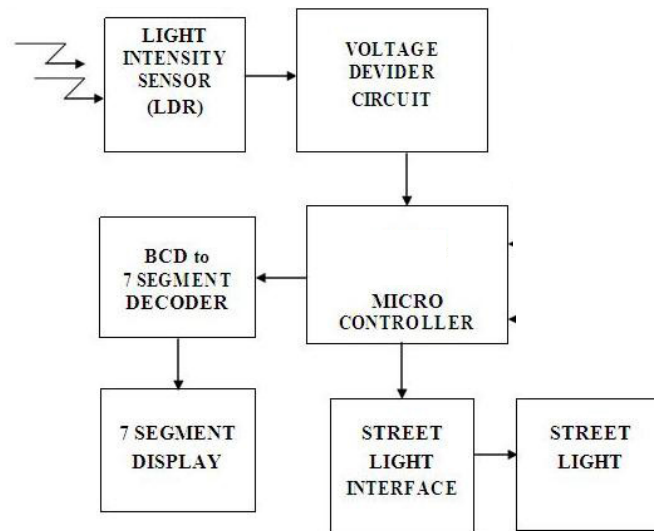 LIGHT
INTENSITY
SENSOR
(LDR)
VOLTAGE
DEVIDER
CIRCUIT
BCD to
7 SEGMENT
DECODER
MICRO
CONTROLLER
7 SEGMENT
DISPLAY
STREET
LIGHT
INTERFACE
STREET
LIGHT